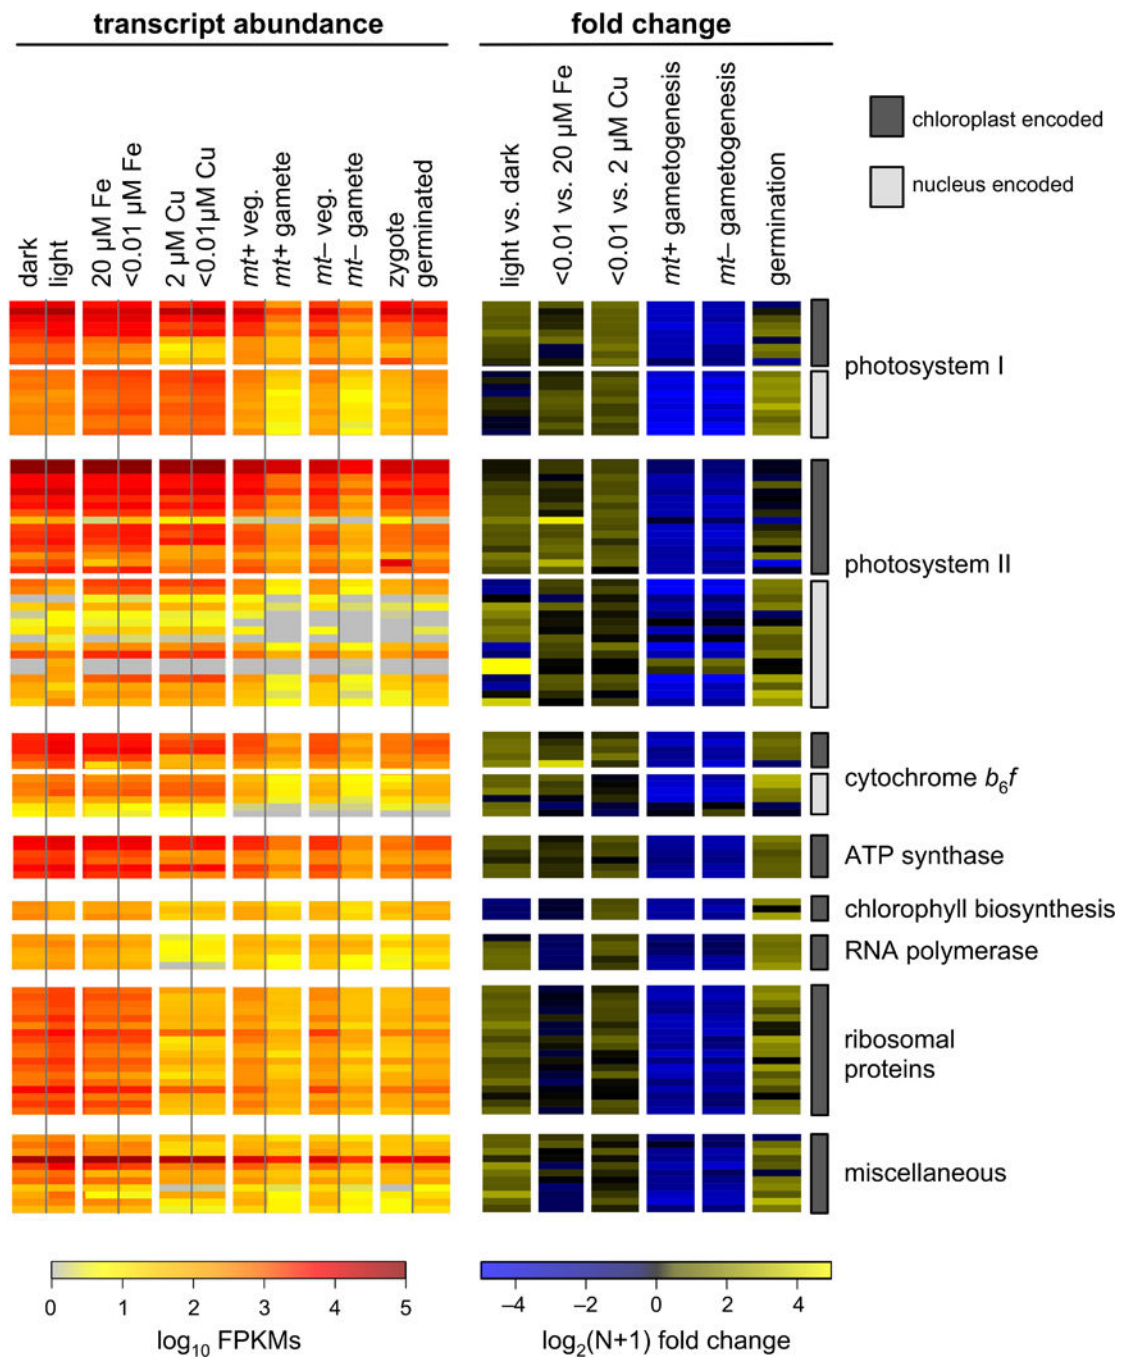 transcript abundance
fold change
dark
light
20 µM Fe
<0.01 µM Fe
2 µM Cu
<0.01µM Cu
mt+ veg.
mt+ gamete
mt– veg.
mt– gamete
zygote
germinated
light vs. dark
<0.01 vs. 20 µM Fe
<0.01 vs. 2 µM Cu
mt+ gametogenesis
mt– gametogenesis
germination
chloroplast encoded
nucleus encoded
photosystem I
photosystem II
cytochrome b₆f
ATP synthase
chlorophyll biosynthesis
RNA polymerase
ribosomal
proteins
miscellaneous
0 1 2 3 4 5
log₁₀ FPKMs
–4 –2 0 2 4
log₂(N+1) fold change